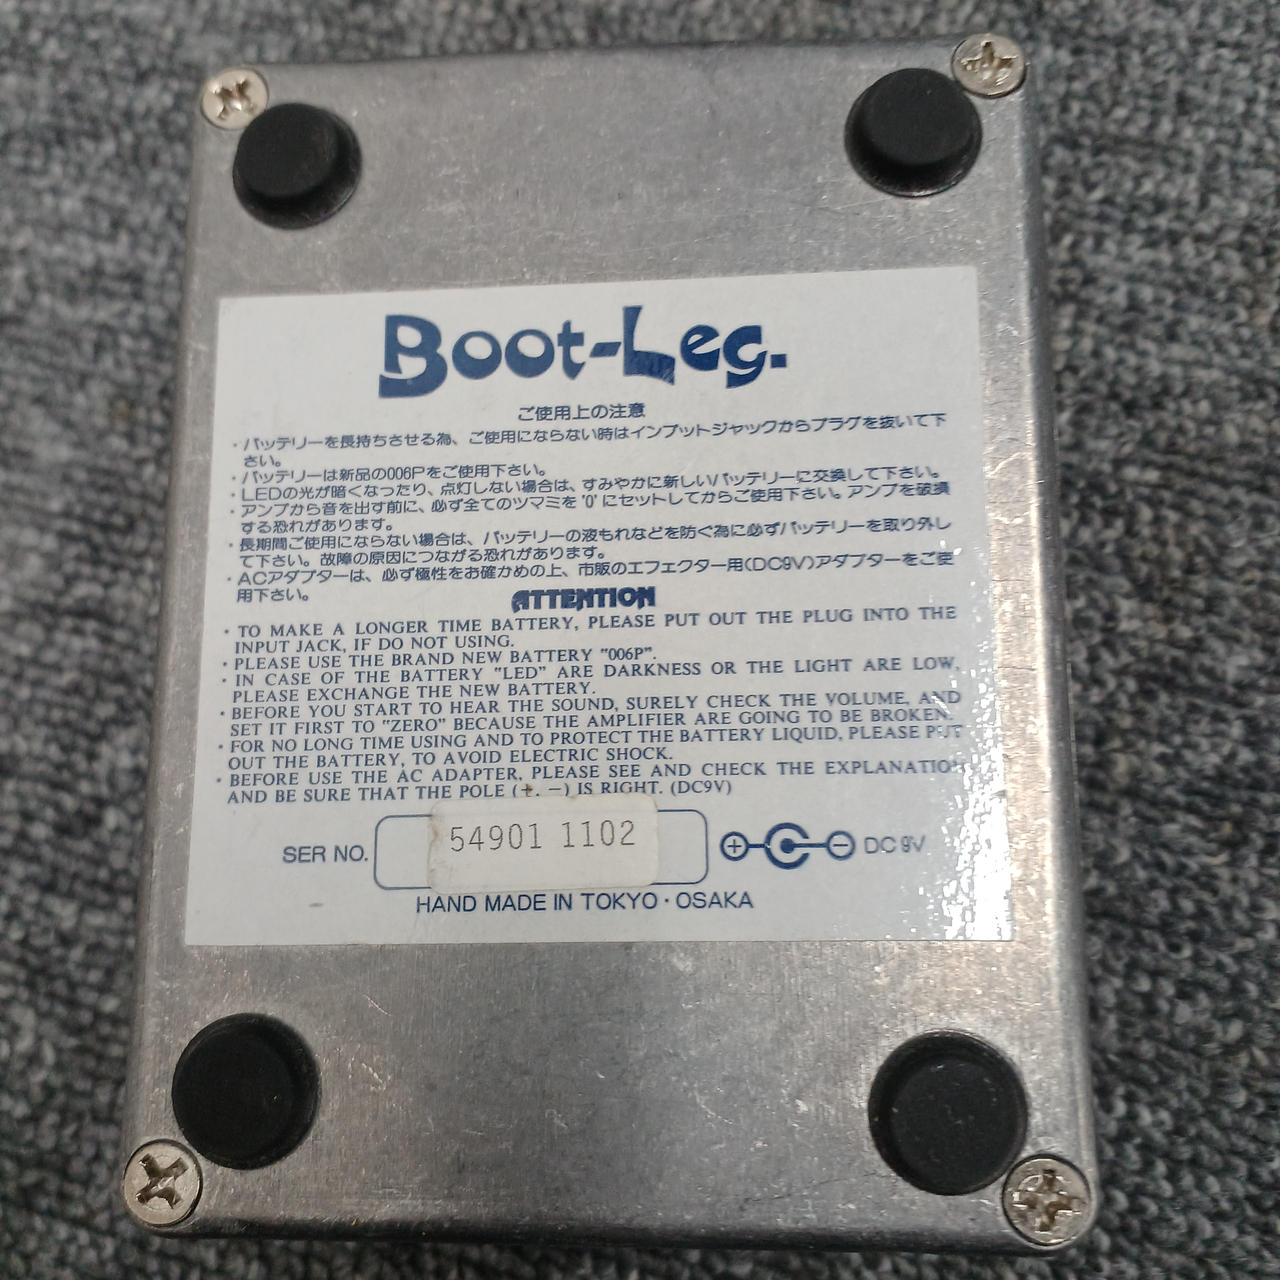 Boot-Leg.
ご使用上の注意
・バッテリーを長持ちさせる為、ご使用にならない時はインプットジャックからプラグを抜いて下
さい。
・バッテリーは新品の006Pをご使用下さい。
・LEDの光が暗くなったり、点灯しない場合は、すみやかに新しいバッテリーに交換して下さい。
・アンプから音を出す前に、必ず全てのツマミを'0'にセットしてからご使用下さい。アンプを破損
する恐れがあります。
・長期間ご使用にならない場合は、バッテリーの液もれなどを防ぐ為に必ずバッテリーを取り外し
て下さい。故障の原因につながる恐れがあります。
・ACアダプターは、必ず極性をお確かめの上、市販のエフェクター用(DC9V)アダプターをご使
用下さい。
ATTENTION
・TO MAKE A LONGER TIME BATTERY, PLEASE PUT OUT THE PLUG INTO THE
INPUT JACK, IF DO NOT USING.
・PLEASE USE THE BRAND NEW BATTERY "006P".
・IN CASE OF THE BATTERY "LED" ARE DARKNESS OR THE LIGHT ARE LOW,
PLEASE EXCHANGE THE NEW BATTERY.
・BEFORE YOU START TO HEAR THE SOUND, SURELY CHECK THE VOLUME, AND
SET IT FIRST TO "ZERO" BECAUSE THE AMPLIFIER ARE GOING TO BE BROKEN.
・FOR NO LONG TIME USING AND TO PROTECT THE BATTERY LIQUID, PLEASE PUT
OUT THE BATTERY, TO AVOID ELECTRIC SHOCK.
・BEFORE USE THE AC ADAPTER, PLEASE SEE AND CHECK THE EXPLANATION
AND BE SURE THAT THE POLE (+, −) IS RIGHT. (DC9V)
SER NO. 54901 1102 DC 9V
HAND MADE IN TOKYO・OSAKA